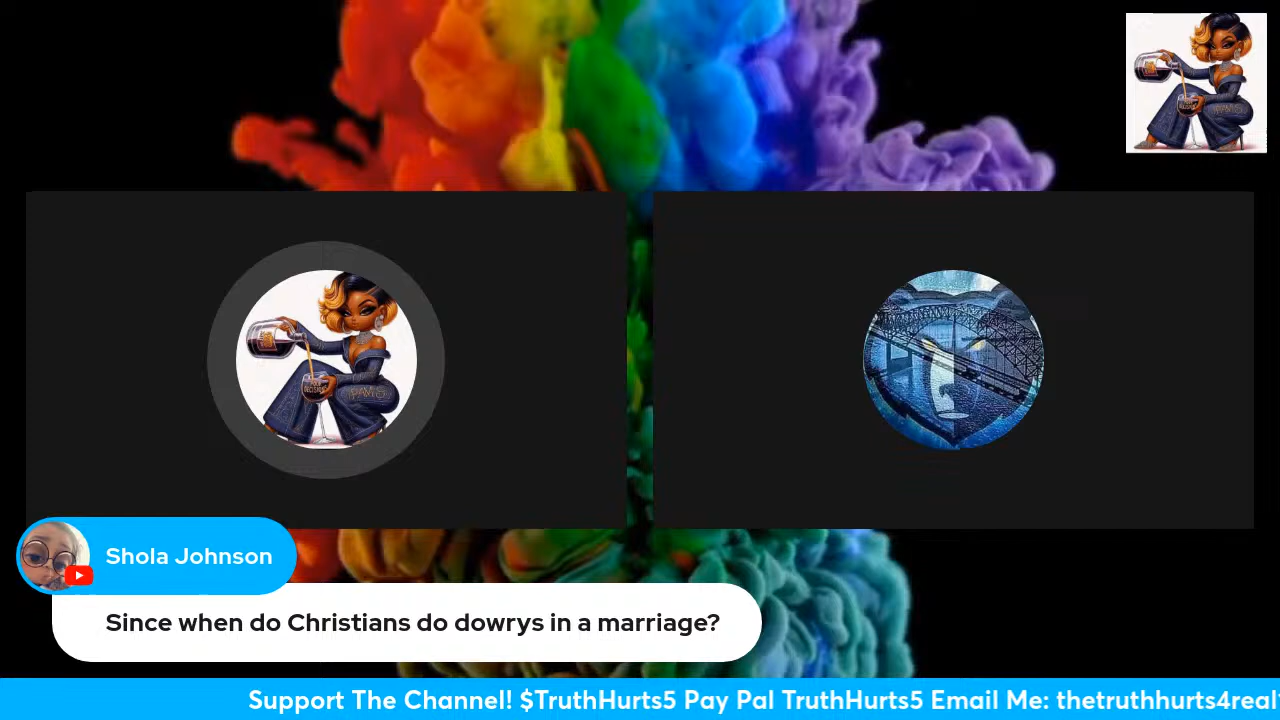 Shola Johnson
Since when do Christians do dowrys in a marriage?
Support The Channel! $TruthHurts5 Pay Pal TruthHurts5 Email Me: thetruthhurts4real